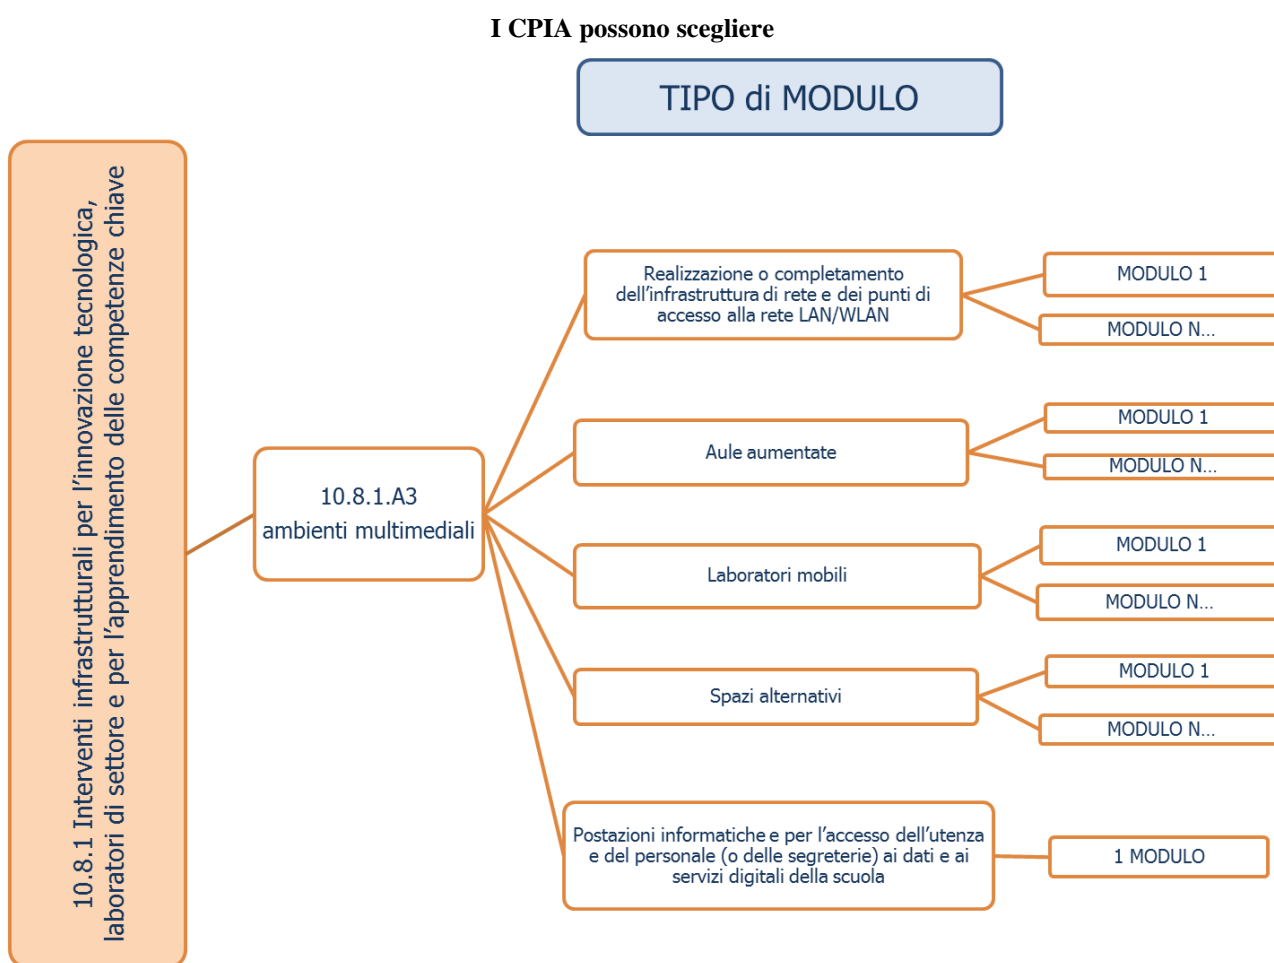 I CPIA possono scegliere
TIPO di MODULO
10.8.1 Interventi infrastrutturali per l’innovazione tecnologica,
laboratori di settore e per l’apprendimento delle competenze chiave
10.8.1.A3
ambienti multimediali
Realizzazione o completamento
dell’infrastruttura di rete e dei punti di
accesso alla rete LAN/WLAN
MODULO 1
MODULO N...
Aule aumentate
MODULO 1
MODULO N...
Laboratori mobili
MODULO 1
MODULO N...
Spazi alternativi
MODULO 1
MODULO N...
Postazioni informatiche e per l’accesso dell’utenza
e del personale (o delle segreterie) ai dati e ai
servizi digitali della scuola
1 MODULO